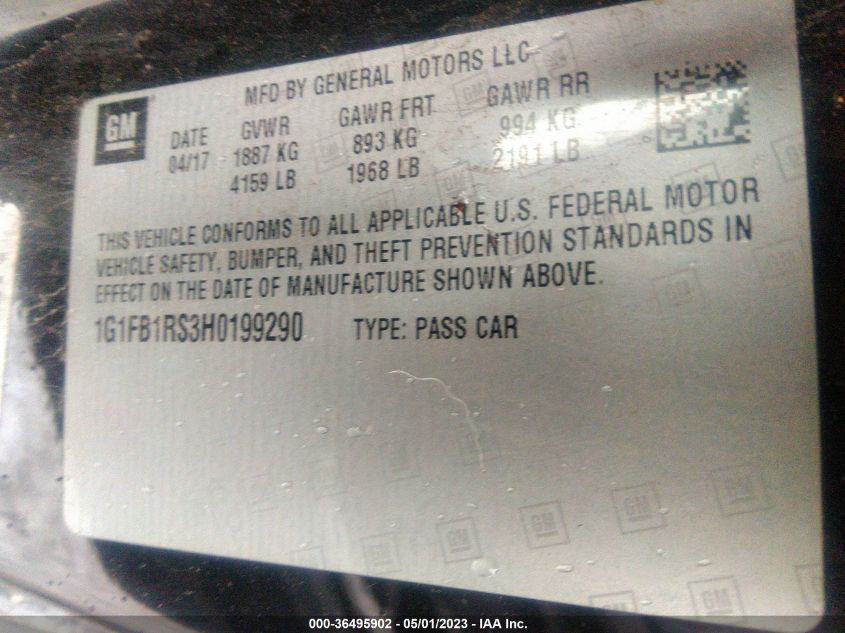 GM
MFD BY GENERAL MOTORS LLC
DATE GVWR GAWR FRT GAWR RR
04/17 1887 KG 893 KG 994 KG
4159 LB 1968 LB 2191 LB
THIS VEHICLE CONFORMS TO ALL APPLICABLE U.S. FEDERAL MOTOR
VEHICLE SAFETY, BUMPER, AND THEFT PREVENTION STANDARDS IN
EFFECT ON THE DATE OF MANUFACTURE SHOWN ABOVE.
1G1FB1RS3H0199290 TYPE: PASS CAR
000-36495902 - 05/01/2023 - IAA Inc.